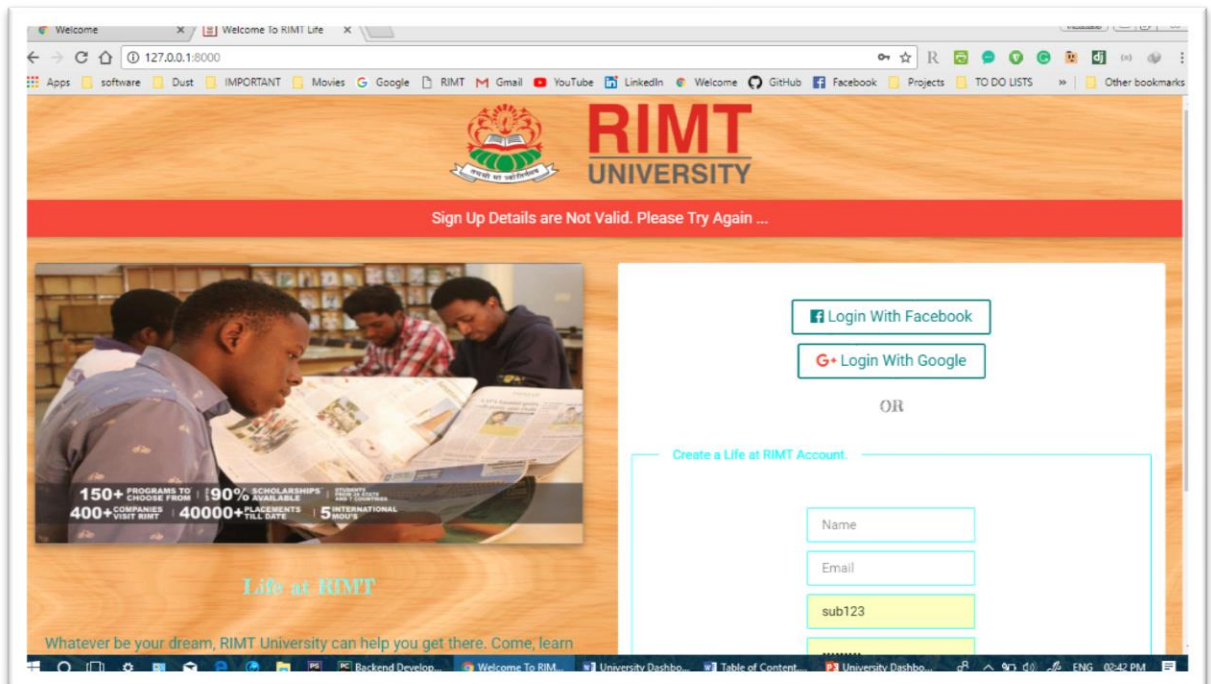 Welcome
Welcome To RIMT Life
127.0.0.1:8000
Apps software Dust IMPORTANT Movies Google RIMT Gmail YouTube LinkedIn Welcome GitHub Facebook Projects TO DO LISTS » Other bookmarks
RIMT
UNIVERSITY
Sign Up Details are Not Valid. Please Try Again ...
150+ PROGRAMS TO CHOOSE FROM 90% SCHOLARSHIPS AVAILABLE STUDENTS
400+ COMPANIES VISIT RIMT 40000+ PLACEMENTS TILL DATE 5 INTERNATIONAL MOU'S
Life at RIMT
Whatever be your dream, RIMT University can help you get there. Come, learn
Login With Facebook
G+ Login With Google
OR
Create a Life at RIMT Account.
Name
Email
sub123
Backend Develop... Welcome To RIM... University Dashbo... Table of Content... University Dashbo... ENG 02:42 PM